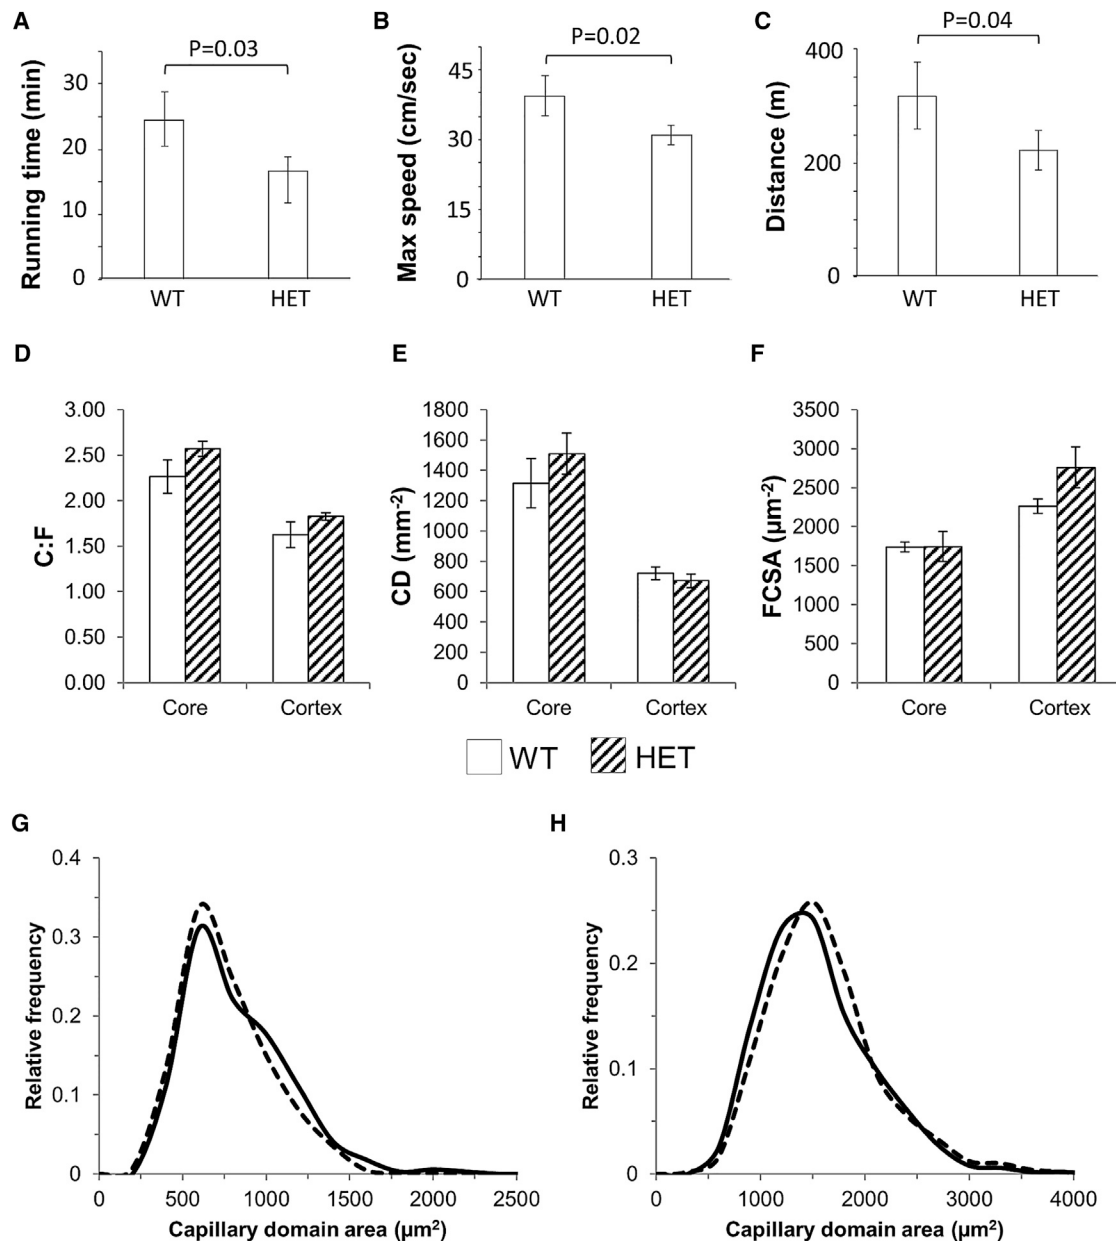 A
P=0.03
Running time (min)
30
20
10
0
WT HET
B
P=0.02
Max speed (cm/sec)
45
30
15
0
WT HET
C
P=0.04
Distance (m)
400
200
0
WT HET
D
C:F
3.00
2.50
2.00
1.50
1.00
0.50
0.00
Core Cortex
E
CD (mm⁻²)
1800
1600
1400
1200
1000
800
600
400
200
0
Core Cortex
F
FCSA (µm⁻²)
3500
3000
2500
2000
1500
1000
500
0
Core Cortex
WT HET
G
Relative frequency
0.4
0.3
0.2
0.1
0
0 500 1000 1500 2000 2500
Capillary domain area (µm²)
H
Relative frequency
0.3
0.2
0.1
0
0 1000 2000 3000 4000
Capillary domain area (µm²)